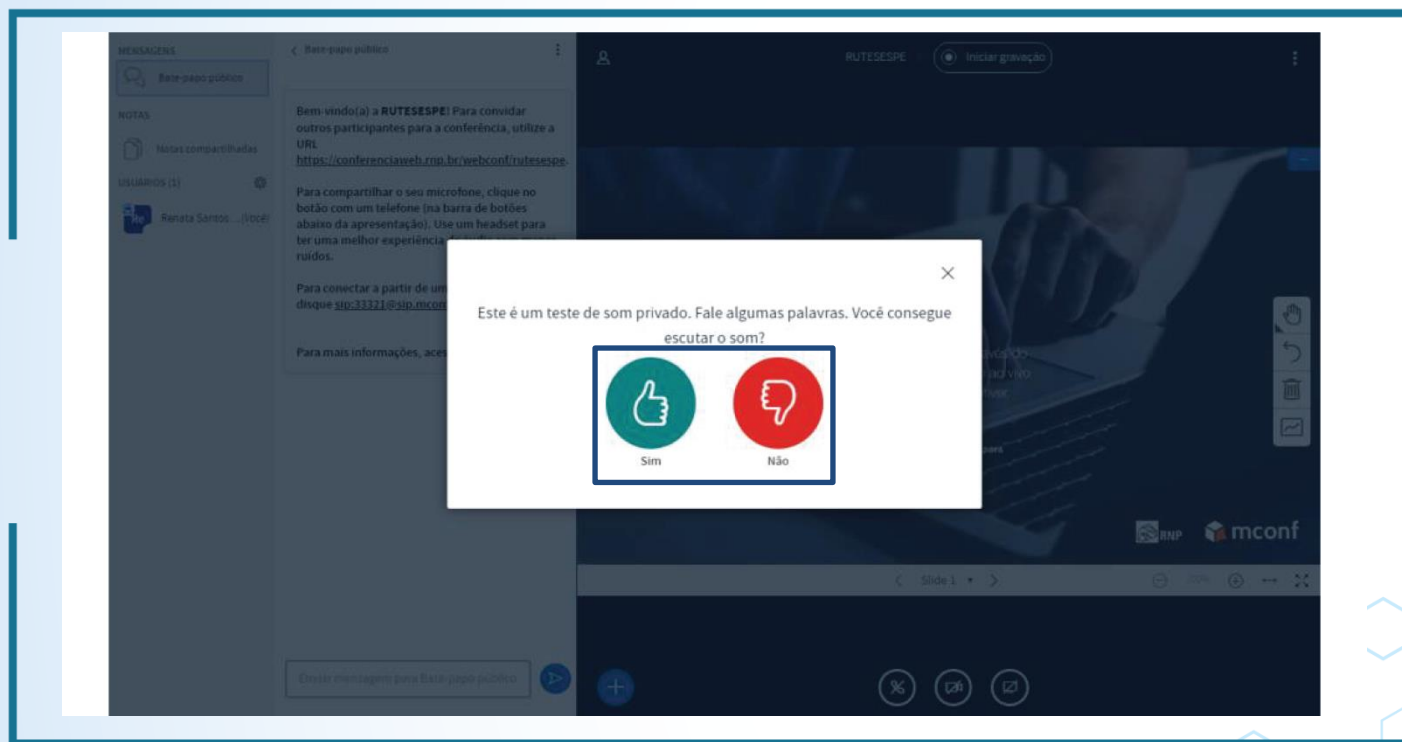 MENSAGENS
Bate-papo público
NOTAS
Notas compartilhadas
USUÁRIOS (1)
Re
Renata Santos ... (Você)
Bate-papo público
Bem-vindo(a) a RUTESESPE! Para convidar
outros participantes para a conferência, utilize a
URL
https://conferenciaweb.rnp.br/webconf/rutesespe.
Para compartilhar o seu microfone, clique no
botão com um telefone (na barra de botões
abaixo da apresentação). Use um headset para
ter uma melhor experiência
ruídos.
Para conectar a partir de um
disque sip:33321@sip.mconf
Para mais informações, aces
Enviar mensagem para Bate-papo público
RUTESESPE
Iniciar gravação
Este é um teste de som privado. Fale algumas palavras. Você consegue
escutar o som?
Sim
Não
ao vivo
para
RNP
mconf
Slide 1